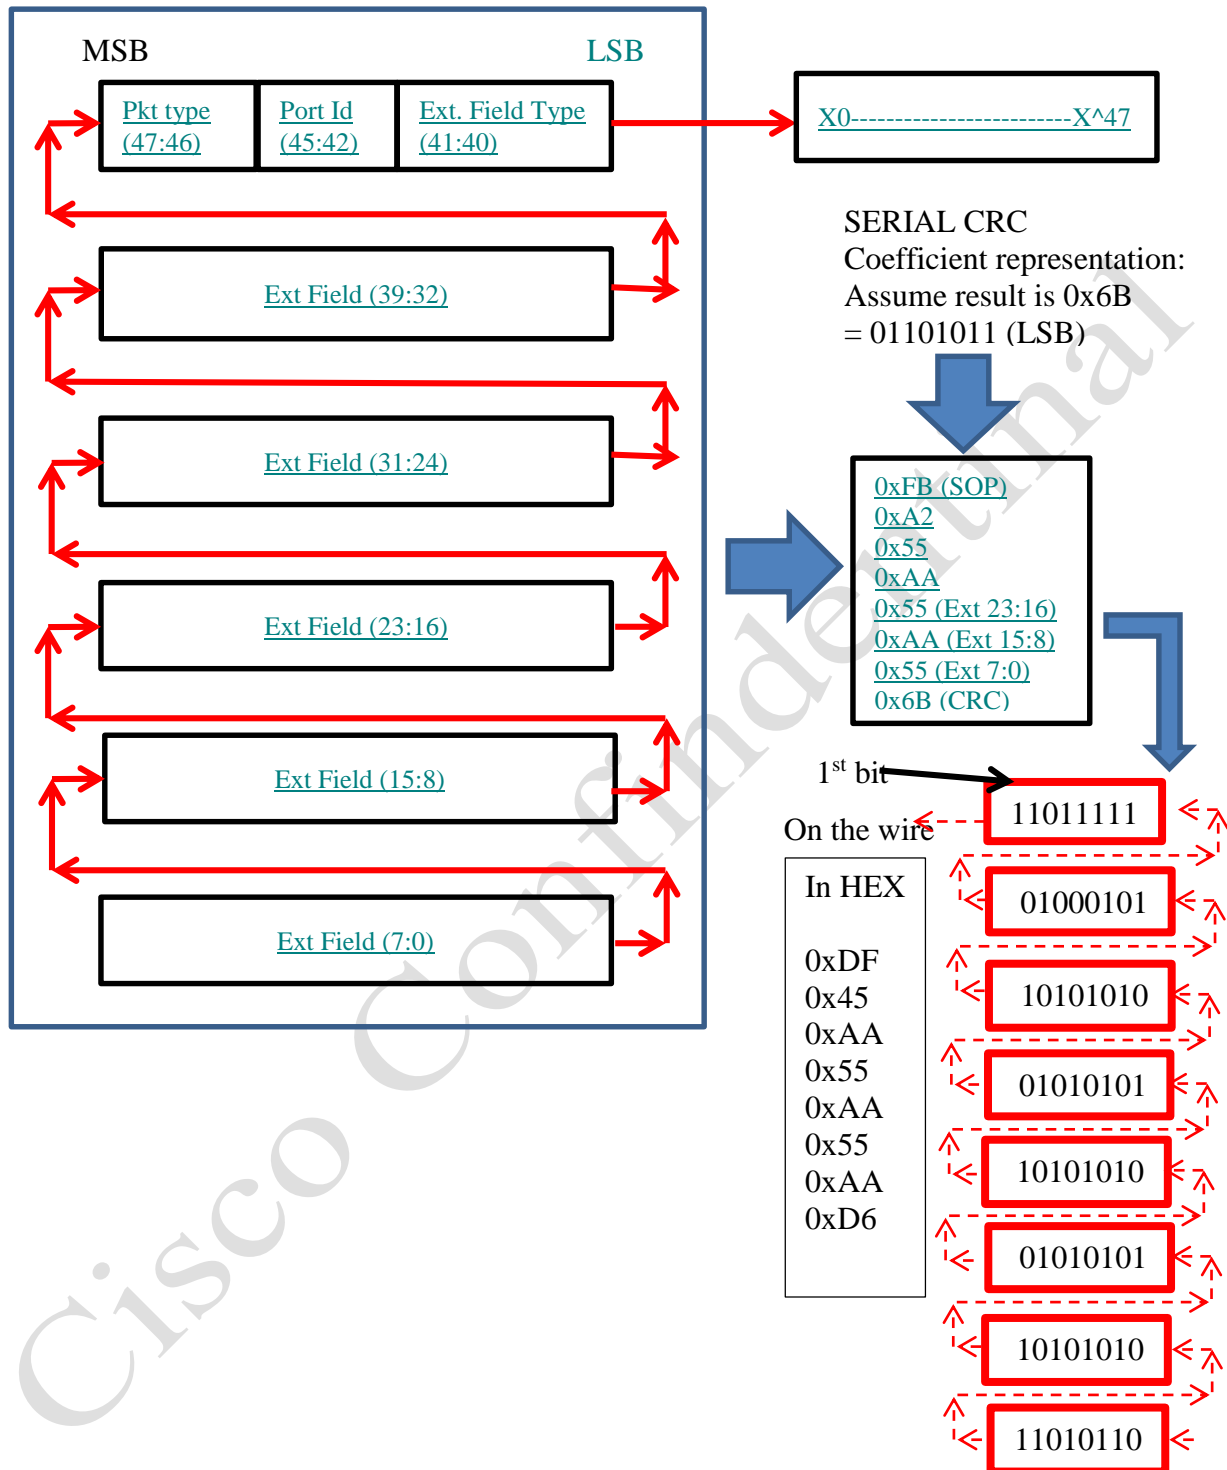 MSB LSB
Pkt type
(47:46)
Port Id
(45:42)
Ext. Field Type
(41:40)
X0-------------------------X^47
SERIAL CRC
Coefficient representation:
Assume result is 0x6B
= 01101011 (LSB)
Ext Field (39:32)
Ext Field (31:24)
Ext Field (23:16)
Ext Field (15:8)
Ext Field (7:0)
0xFB (SOP)
0xA2
0x55
0xAA
0x55 (Ext 23:16)
0xAA (Ext 15:8)
0x55 (Ext 7:0)
0x6B (CRC)
1st bit
On the wire
In HEX
0xDF
0x45
0xAA
0x55
0xAA
0x55
0xAA
0xD6
11011111
01000101
10101010
01010101
10101010
01010101
10101010
11010110
Cisco Confindentinal